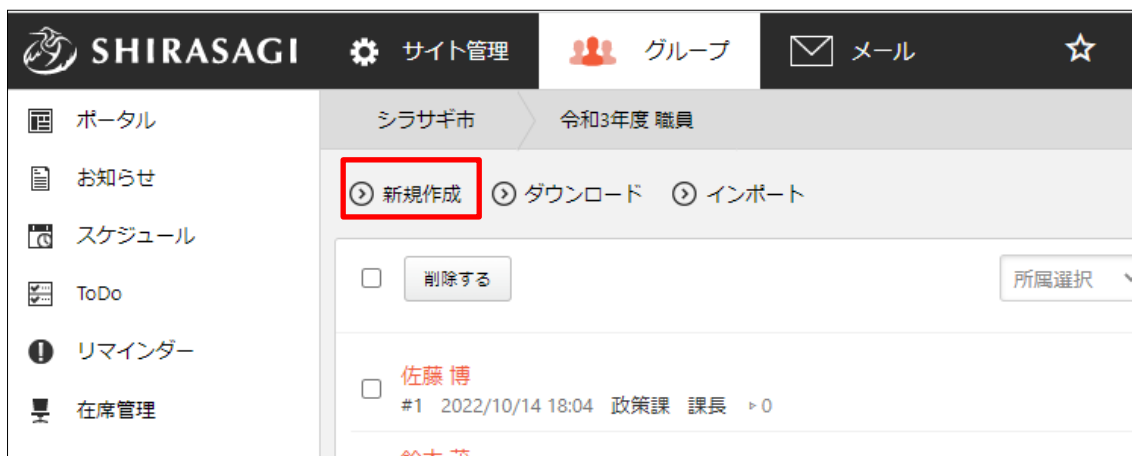 SHIRASAGI サイト管理 グループ メール
ポータル
お知らせ
スケジュール
ToDo
リマインダー
在席管理
シラサギ市 令和3年度 職員
新規作成 ダウンロード インポート
削除する 所属選択
佐藤 博
#1 2022/10/14 18:04 政策課 課長 ▹0